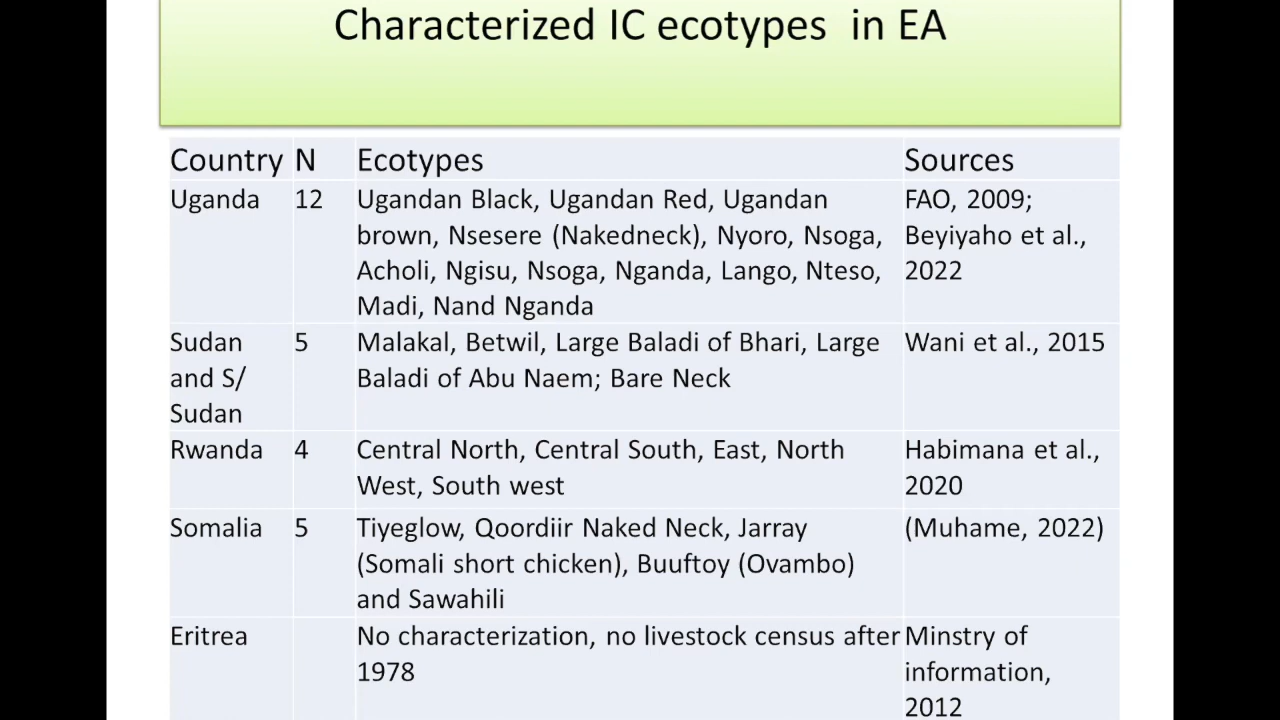 Characterized IC ecotypes in EA
Country N Ecotypes Sources
Uganda 12 Ugandan Black, Ugandan Red, Ugandan FAO, 2009;
brown, Nsesere (Nakedneck), Nyoro, Nsoga, Beyiyaho et al.,
Acholi, Ngisu, Nsoga, Nganda, Lango, Nteso, 2022
Madi, Nand Nganda
Sudan 5 Malakal, Betwil, Large Baladi of Bhari, Large Wani et al., 2015
and S/ Baladi of Abu Naem; Bare Neck
Sudan
Rwanda 4 Central North, Central South, East, North Habimana et al.,
West, South west 2020
Somalia 5 Tiyeglow, Qoordiir Naked Neck, Jarray (Muhame, 2022)
(Somali short chicken), Buuftoy (Ovambo)
and Sawahili
Eritrea No characterization, no livestock census after Minstry of
1978 information,
2012